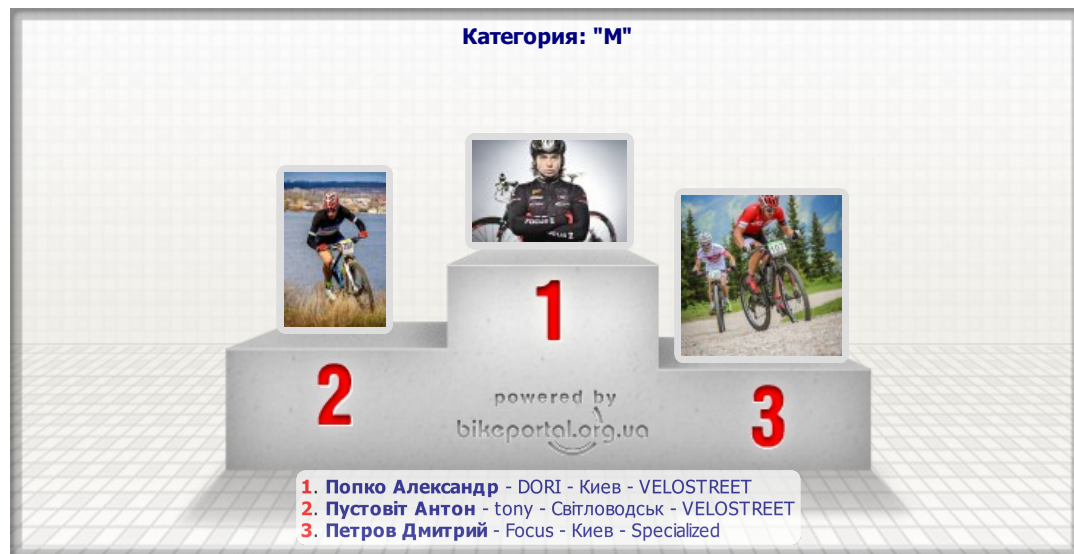 Категория: "М"
1
2
3
powered by
bikeportal.org.ua
1. Попко Александр - DORI - Киев - VELOSTREET
2. Пустовіт Антон - tony - Світловодськ - VELOSTREET
3. Петров Дмитрий - Focus - Киев - Specialized